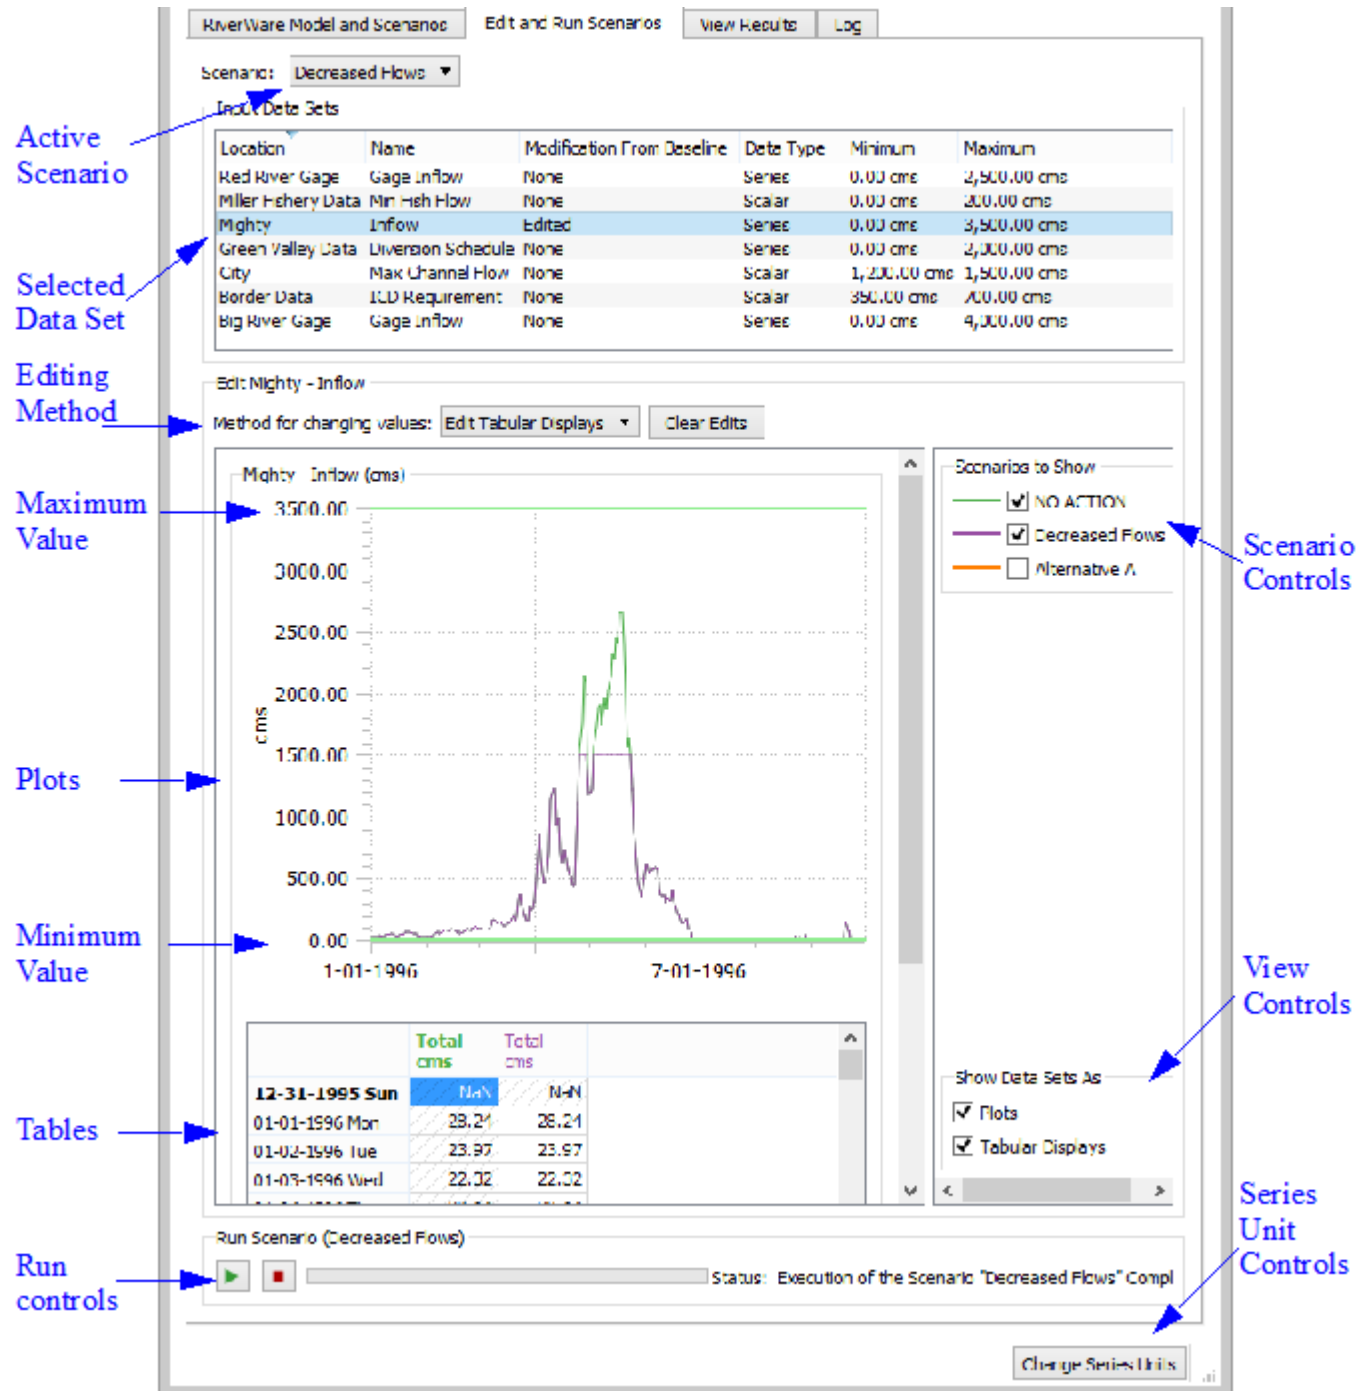 RiverWare Model and Scenarios Edit and Run Scenarios View Results Log
Scenario: Decreased Flows
Input Data Sets
Active
Scenario
Location Name Modification From Baseline Data Type Minimum Maximum
Red River Gage Gage Inflow None Series 0.00 cms 2,500.00 cms
Miller Fishery Data Min Fish Flow None Scalar 0.00 cms 200.00 cms
Mighty Inflow Edited Series 0.00 cms 3,500.00 cms
Green Valley Data Diversion Schedule None Series 0.00 cms 2,000.00 cms
City Max Channel Flow None Scalar 1,200.00 cms 1,500.00 cms
Border Data ICD Requirement None Scalar 350.00 cms 700.00 cms
Big River Gage Gage Inflow None Series 0.00 cms 4,000.00 cms
Selected
Data Set
Editing
Method
Edit Mighty - Inflow
Method for changing values: Edit Tabular Displays Clear Edits
Mighty - Inflow (cms)
Maximum
Value
3500.00
3000.00
2500.00
2000.00
1500.00
1000.00
500.00
0.00
cms
1-01-1996 7-01-1996
Plots
Minimum
Value
Scenarios to Show
NO ACTION
Decreased Flows
Alternative A
Scenario
Controls
Total Total
cms cms
12-31-1995 Sun NaN NaN
01-01-1996 Mon 28.24 28.24
01-02-1996 Tue 23.97 23.97
01-03-1996 Wed 22.32 22.32
Tables
View
Controls
Show Data Sets As
Plots
Tabular Displays
Series
Unit
Controls
Run Scenario (Decreased Flows)
Run
controls
Status: Execution of the Scenario "Decreased Flows" Compl
Change Series Units